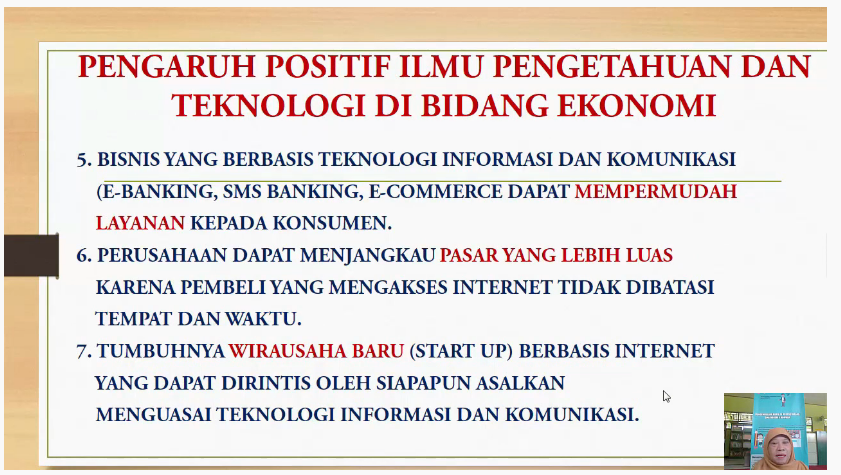 PENGARUH POSITIF ILMU PENGETAHUAN DAN
TEKNOLOGI DI BIDANG EKONOMI
5. BISNIS YANG BERBASIS TEKNOLOGI INFORMASI DAN KOMUNIKASI
(E-BANKING, SMS BANKING, E-COMMERCE DAPAT MEMPERMUDAH
LAYANAN KEPADA KONSUMEN.
6. PERUSAHAAN DAPAT MENJANGKAU PASAR YANG LEBIH LUAS
KARENA PEMBELI YANG MENGAKSES INTERNET TIDAK DIBATASI
TEMPAT DAN WAKTU.
7. TUMBUHNYA WIRAUSAHA BARU (START UP) BERBASIS INTERNET
YANG DAPAT DIRINTIS OLEH SIAPAPUN ASALKAN
MENGUASAI TEKNOLOGI INFORMASI DAN KOMUNIKASI.